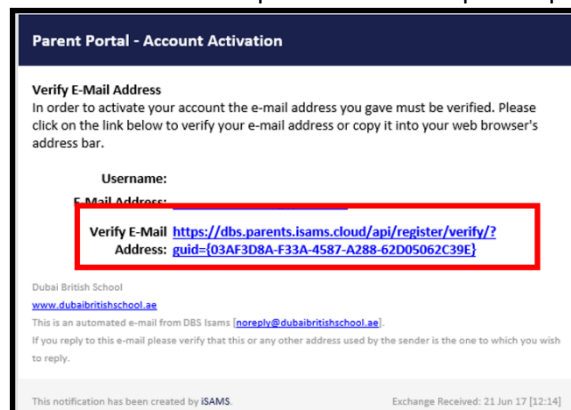 Parent Portal - Account Activation
Verify E-Mail Address
In order to activate your account the e-mail address you gave must be verified. Please
click on the link below to verify your e-mail address or copy it into your web browser's
address bar.
Username:
E-Mail Address:
Verify E-Mail https://dbs.parents.isams.cloud/api/register/verify/?
Address: guid={03AF3D8A-F33A-4587-A288-62D05062C39E}
Dubai British School
www.dubaibritishschool.ae
This is an automated e-mail from DBS Isams [noreply@dubaibritishschool.ae].
If you reply to this e-mail please verify that this or any other address used by the sender is the one to which you wish
to reply.
This notification has been created by iSAMS. Exchange Received: 21 Jun 17 [12:14]